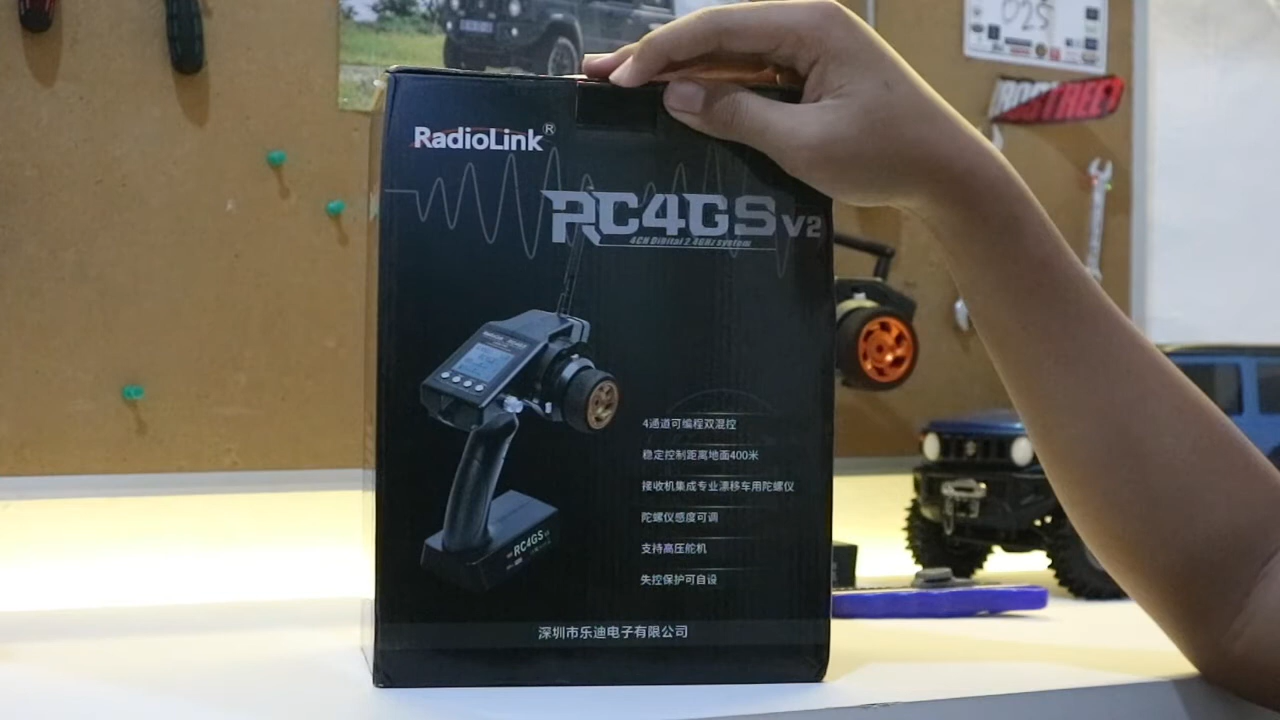 025
RadioLink®
RC4GS V2
4CH Digital 2.4GHz system
4通道可编程双混控
稳定控制距离地面400米
接收机集成专业漂移车用陀螺仪
陀螺仪感度可调
支持高压舵机
失控保护可自设
RC4GS
深圳市乐迪电子有限公司